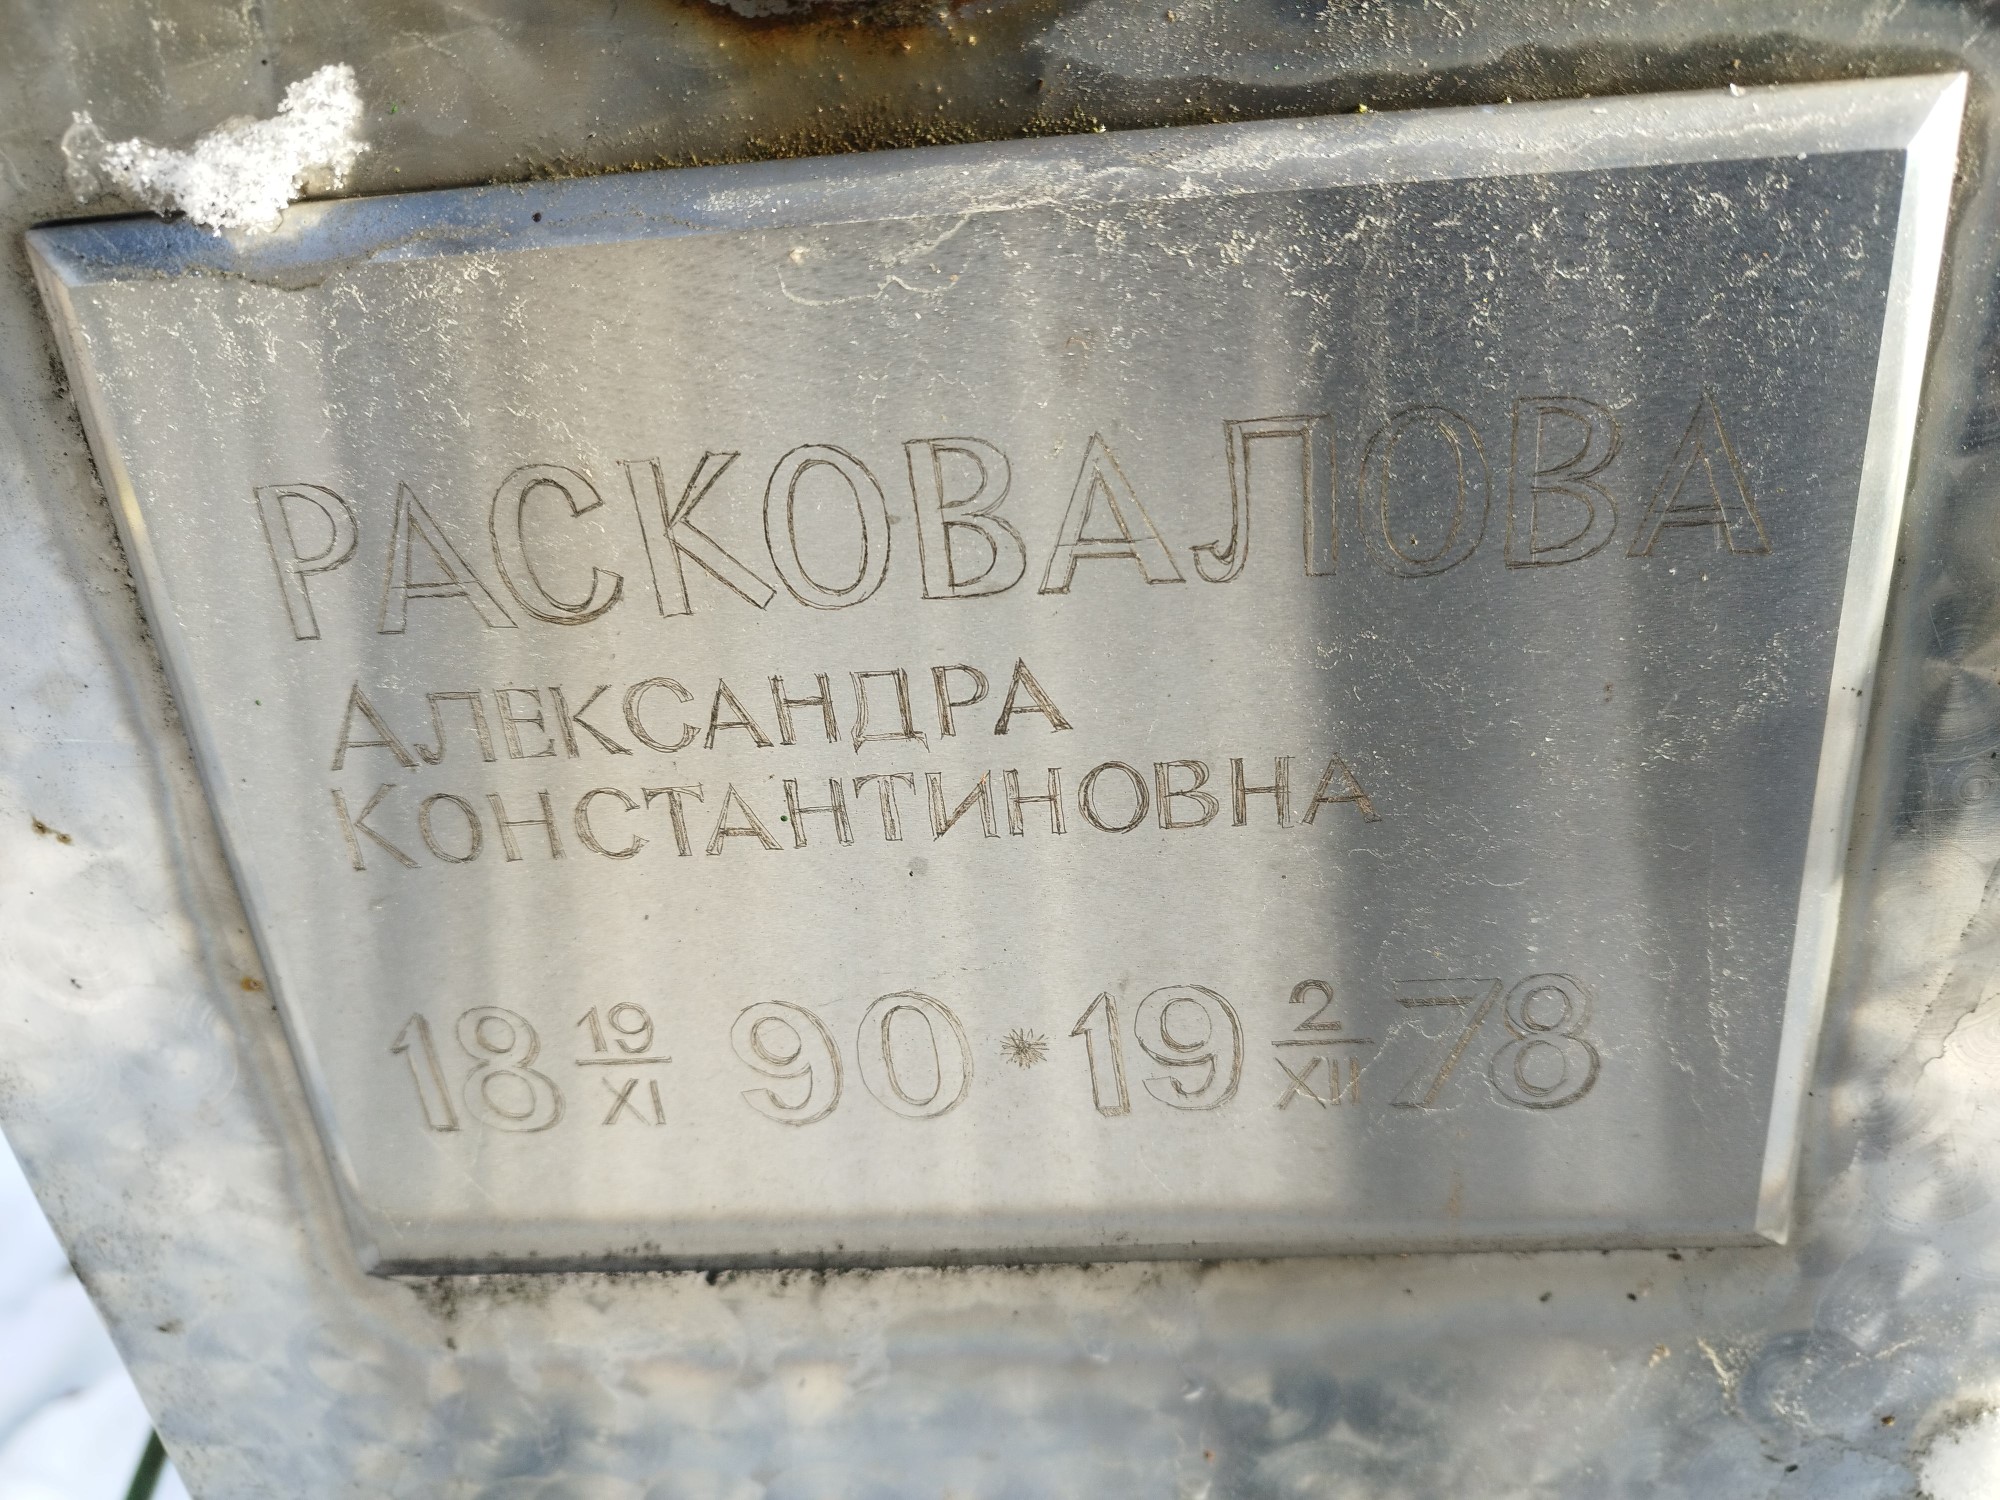 РАСКОВАЛОВА
АЛЕКСАНДРА
КОНСТАНТИНОВНА
18 19/XI 90 * 19 2/XII 78